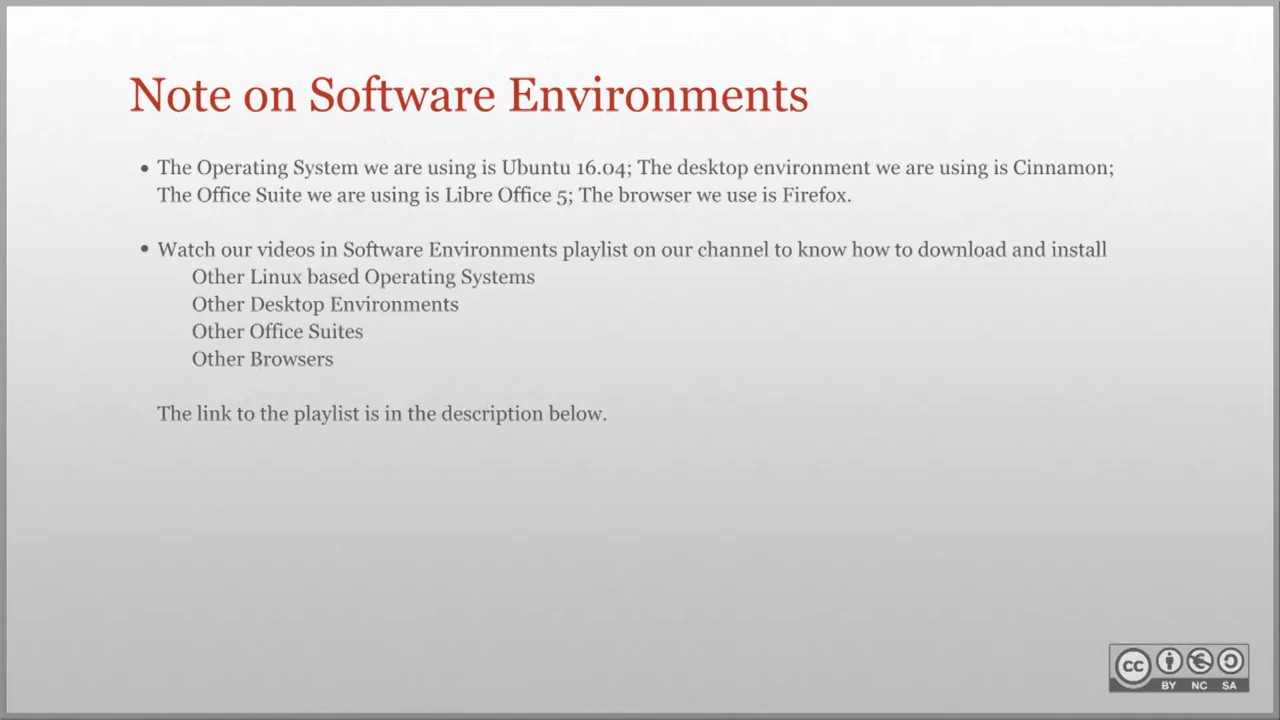 Note on Software Environments
• The Operating System we are using is Ubuntu 16.04; The desktop environment we are using is Cinnamon;
The Office Suite we are using is Libre Office 5; The browser we use is Firefox.
• Watch our videos in Software Environments playlist on our channel to know how to download and install
Other Linux based Operating Systems
Other Desktop Environments
Other Office Suites
Other Browsers
The link to the playlist is in the description below.
cc
BY NC SA